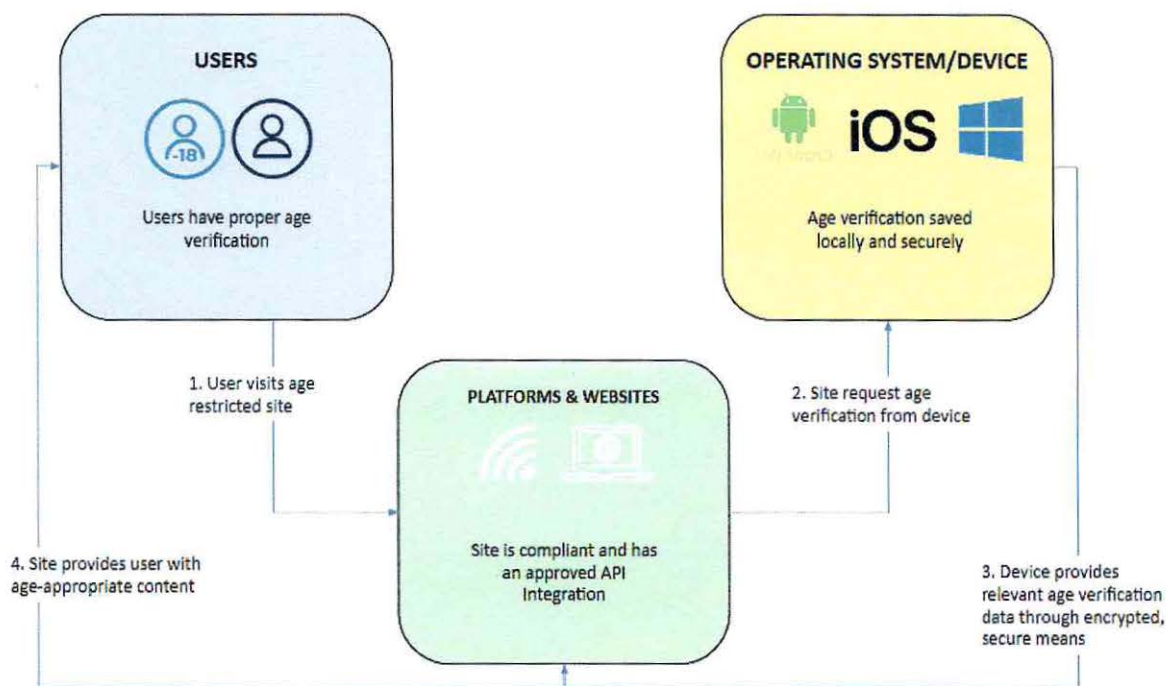 USERS
-18
Users have proper age
verification
OPERATING SYSTEM/DEVICE
iOS
Age verification saved
locally and securely
1. User visits age
restricted site
PLATFORMS & WEBSITES
Site is compliant and has
an approved API
Integration
2. Site request age
verification from device
4. Site provides user with
age-appropriate content
3. Device provides
relevant age verification
data through encrypted,
secure means